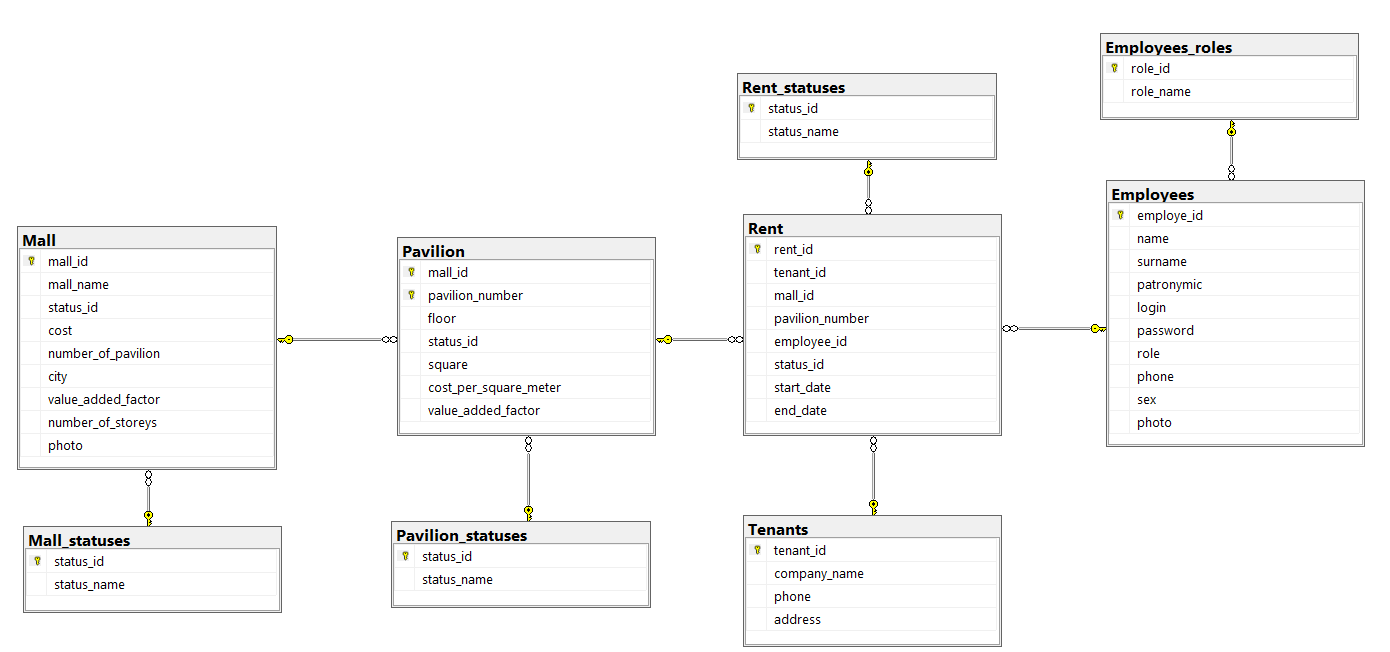 Employees_roles
role_id
role_name
Rent_statuses
status_id
status_name
Employees
employe_id
name
surname
patronymic
login
password
role
phone
sex
photo
Rent
rent_id
tenant_id
mall_id
pavilion_number
employee_id
status_id
start_date
end_date
Mall
mall_id
mall_name
status_id
cost
number_of_pavilion
city
value_added_factor
number_of_storeys
photo
Pavilion
mall_id
pavilion_number
floor
status_id
square
cost_per_square_meter
value_added_factor
Mall_statuses
status_id
status_name
Pavilion_statuses
status_id
status_name
Tenants
tenant_id
company_name
phone
address